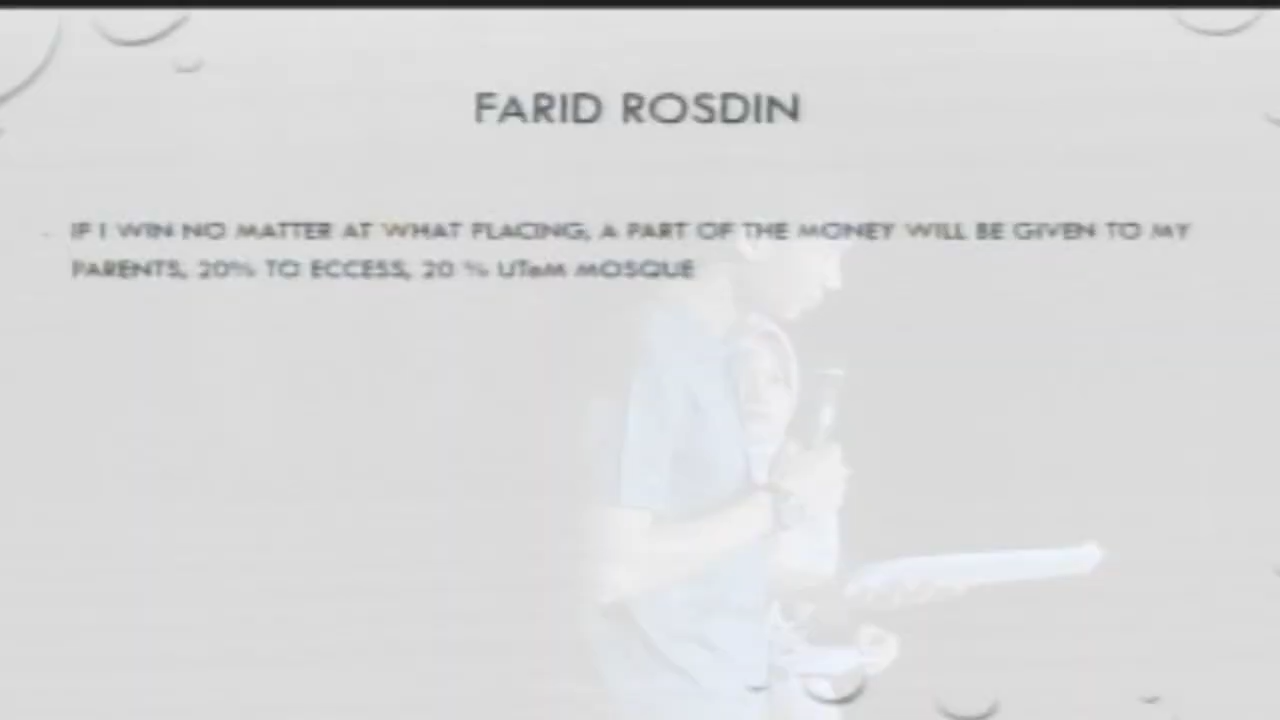 FARID ROSDIN
IF I WIN NO MATTER AT WHAT PLACING, A PART OF THE MONEY WILL BE GIVEN TO MY
PARENTS, 20% TO ECCESS, 20 % UTeM MOSQUE